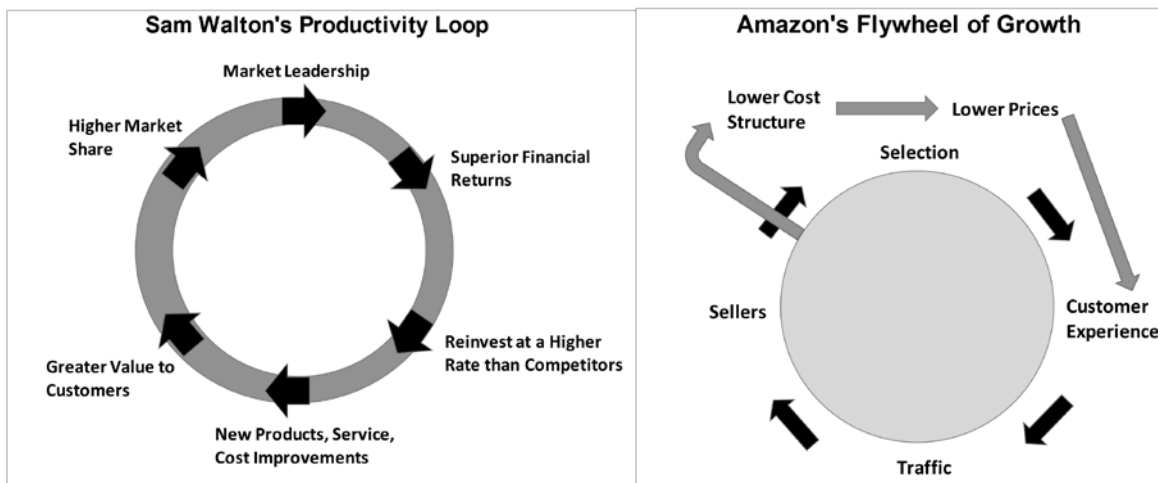 Sam Walton's Productivity Loop
Market Leadership
Higher Market
Share
Superior Financial
Returns
Reinvest at a Higher
Rate than Competitors
Greater Value to
Customers
New Products, Service,
Cost Improvements
Amazon's Flywheel of Growth
Lower Cost
Structure
Lower Prices
Selection
Sellers
Customer
Experience
Traffic